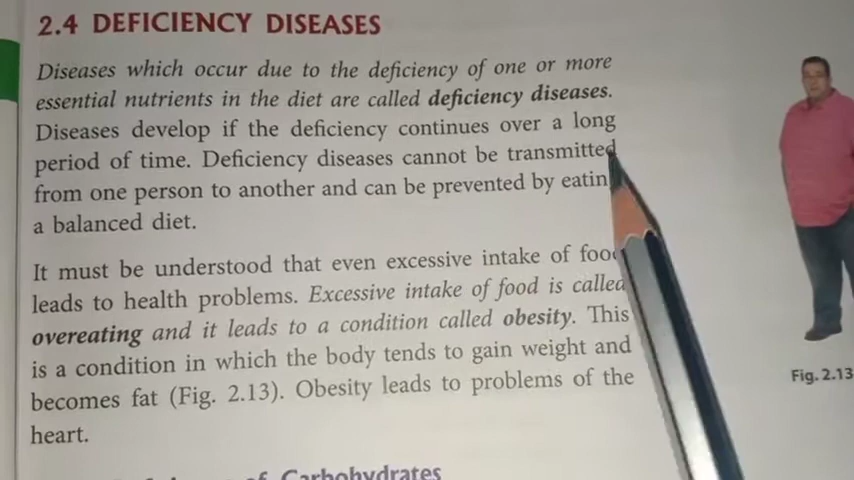 2.4 DEFICIENCY DISEASES
Diseases which occur due to the deficiency of one or more
essential nutrients in the diet are called deficiency diseases.
Diseases develop if the deficiency continues over a long
period of time. Deficiency diseases cannot be transmitted
from one person to another and can be prevented by eatin
a balanced diet.
It must be understood that even excessive intake of foo
leads to health problems. Excessive intake of food is called
overeating and it leads to a condition called obesity. This
is a condition in which the body tends to gain weight and
becomes fat (Fig. 2.13). Obesity leads to problems of the
heart.
Fig. 2.13
of Carbohydrates